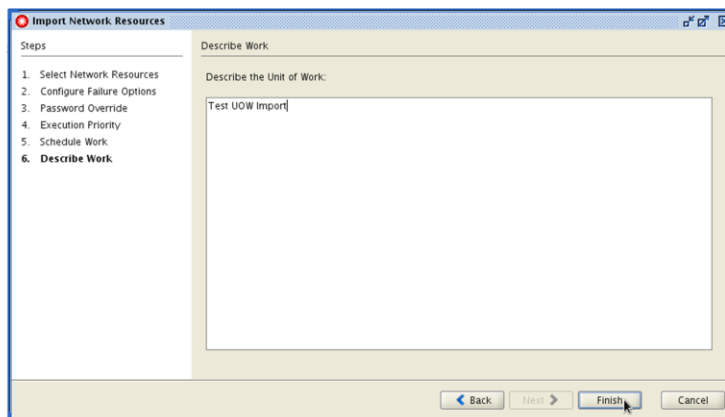 Import Network Resources
Steps
1. Select Network Resources
2. Configure Failure Options
3. Password Override
4. Execution Priority
5. Schedule Work
6. Describe Work
Describe Work
Describe the Unit of Work:
Test UOW Import
Back
Next
Finish
Cancel